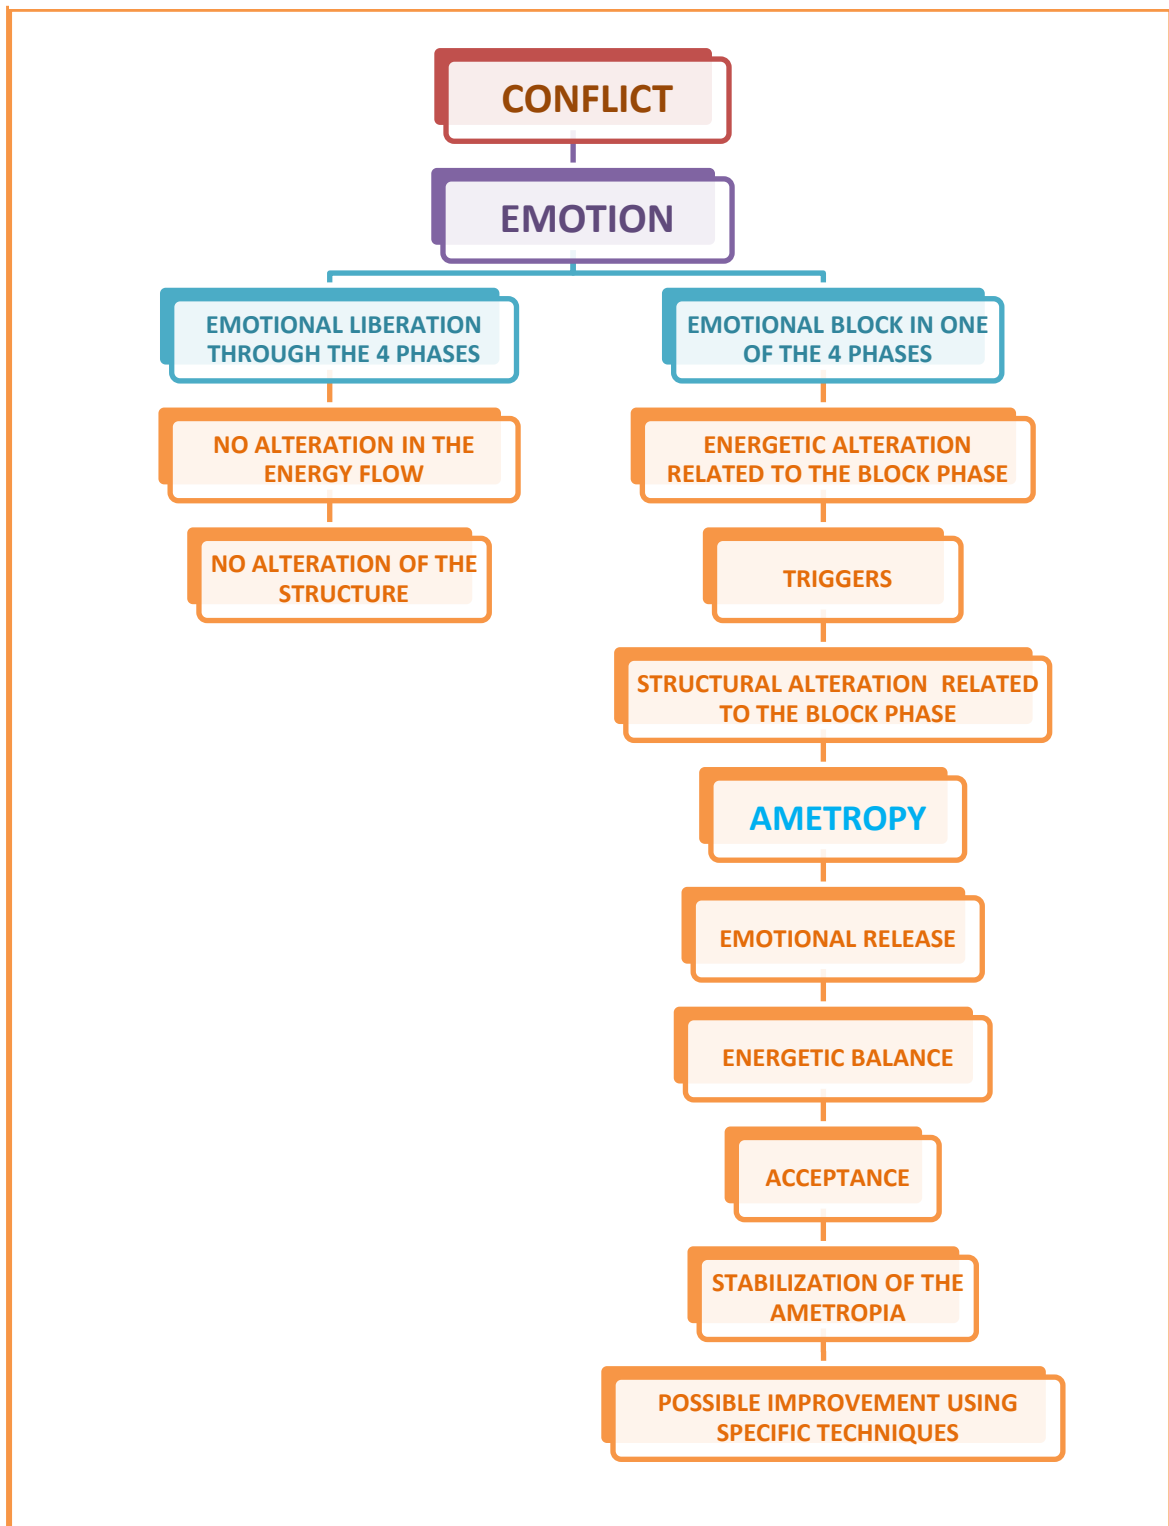 CONFLICT
EMOTION
EMOTIONAL LIBERATION
THROUGH THE 4 PHASES
NO ALTERATION IN THE
ENERGY FLOW
NO ALTERATION OF THE
STRUCTURE
EMOTIONAL BLOCK IN ONE
OF THE 4 PHASES
ENERGETIC ALTERATION
RELATED TO THE BLOCK PHASE
TRIGGERS
STRUCTURAL ALTERATION RELATED
TO THE BLOCK PHASE
AMETROPY
EMOTIONAL RELEASE
ENERGETIC BALANCE
ACCEPTANCE
STABILIZATION OF THE
AMETROPIA
POSSIBLE IMPROVEMENT USING
SPECIFIC TECHNIQUES